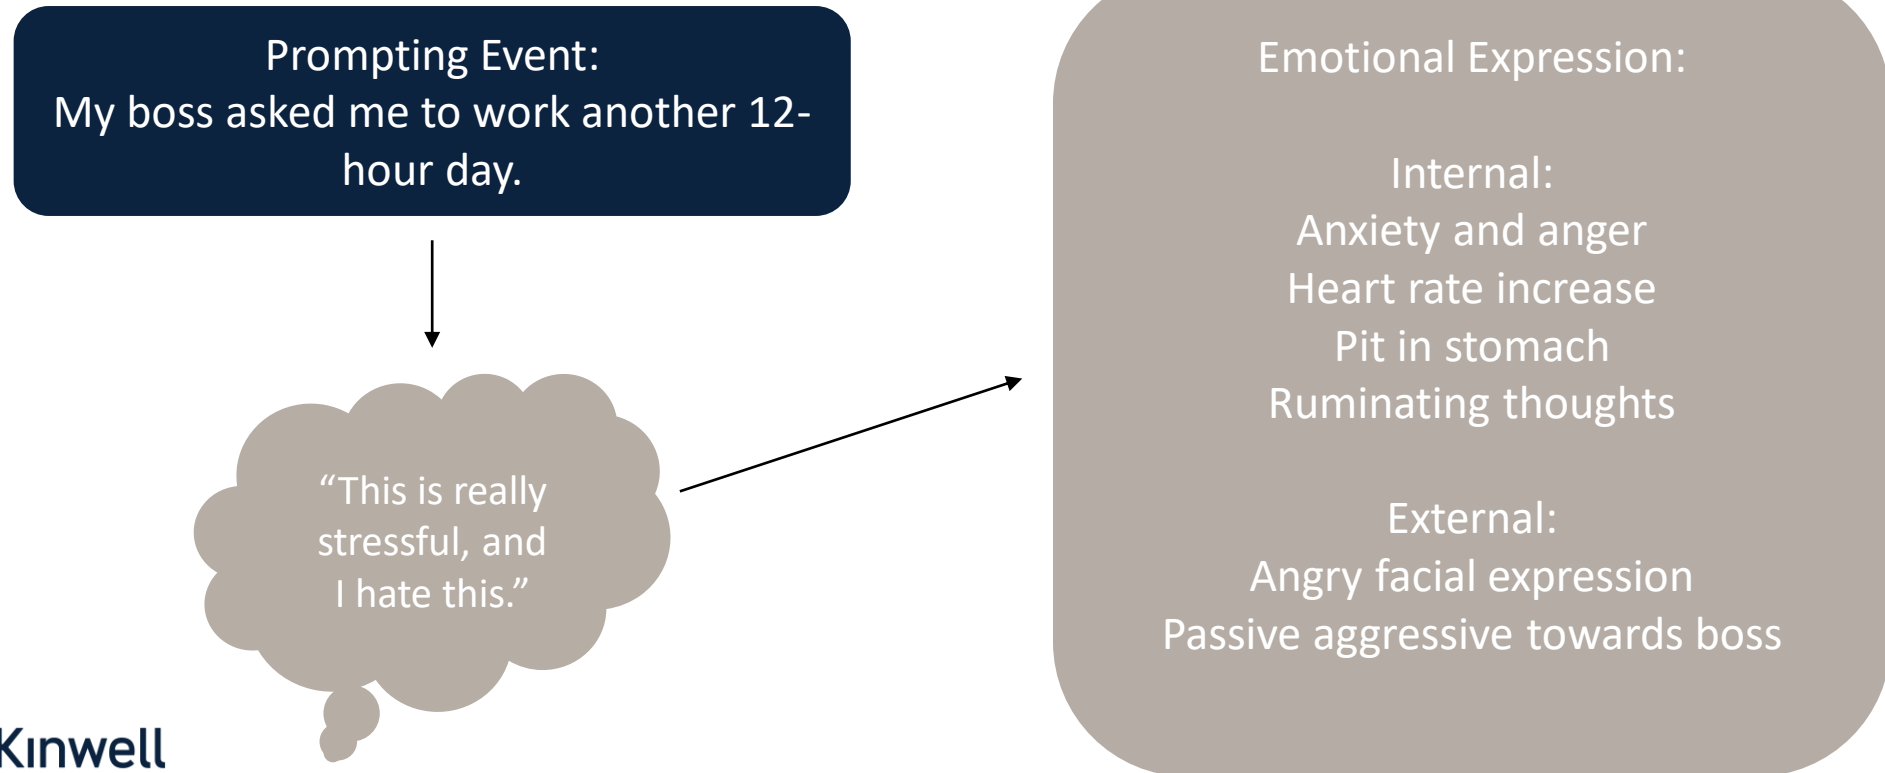 Prompting Event:
My boss asked me to work another 12-
hour day.
“This is really
stressful, and
I hate this.”
Emotional Expression:
Internal:
Anxiety and anger
Heart rate increase
Pit in stomach
Ruminating thoughts
External:
Angry facial expression
Passive aggressive towards boss
Kinwell